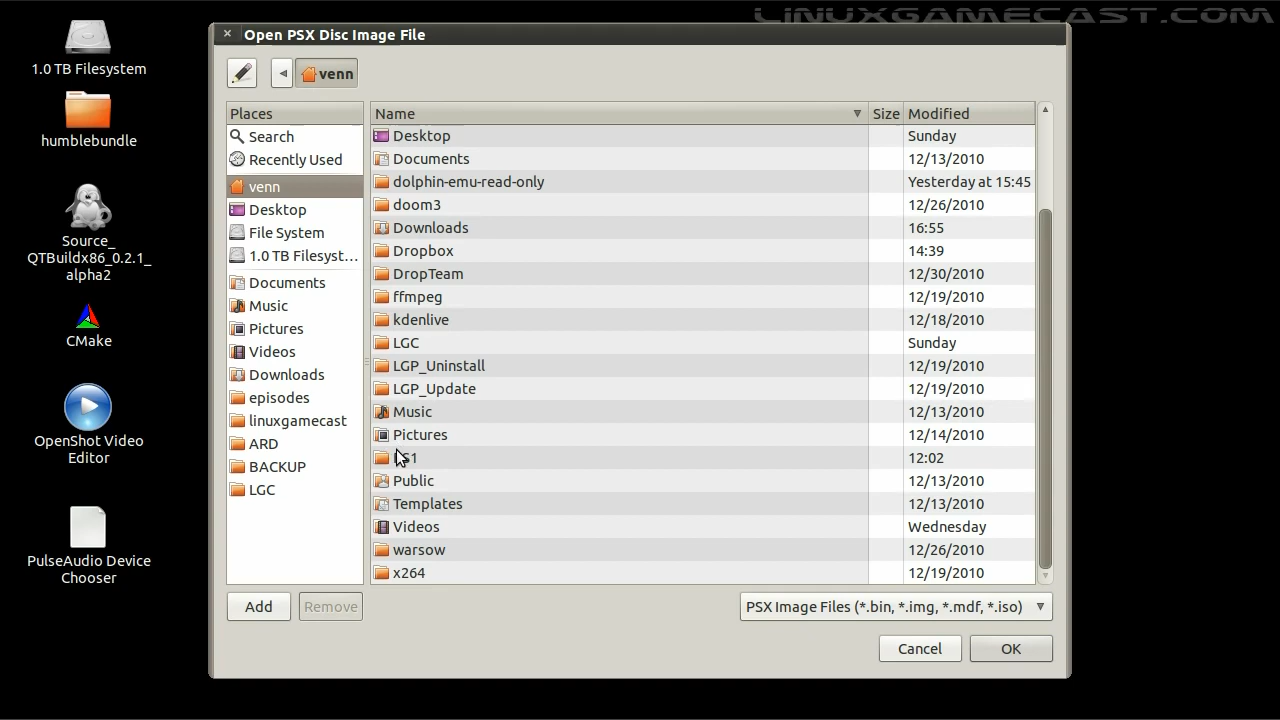 LINUXGAMECAST.COM
Open PSX Disc Image File
venn
Places
Search
Recently Used
venn
Desktop
File System
1.0 TB Filesyst...
Documents
Music
Pictures
Videos
Downloads
episodes
linuxgamecast
ARD
BACKUP
LGC
Name Size Modified
Desktop Sunday
Documents 12/13/2010
dolphin-emu-read-only Yesterday at 15:45
doom3 12/26/2010
Downloads 16:55
Dropbox 14:39
DropTeam 12/30/2010
ffmpeg 12/19/2010
kdenlive 12/18/2010
LGC Sunday
LGP_Uninstall 12/19/2010
LGP_Update 12/19/2010
Music 12/13/2010
Pictures 12/14/2010
12:02
Public 12/13/2010
Templates 12/13/2010
Videos Wednesday
warsow 12/26/2010
x264 12/19/2010
Add
Remove
PSX Image Files (*.bin, *.img, *.mdf, *.iso)
Cancel
OK
1.0 TB Filesystem
humblebundle
Source_
QTBuildx86_0.2.1_
alpha2
CMake
OpenShot Video
Editor
PulseAudio Device
Chooser